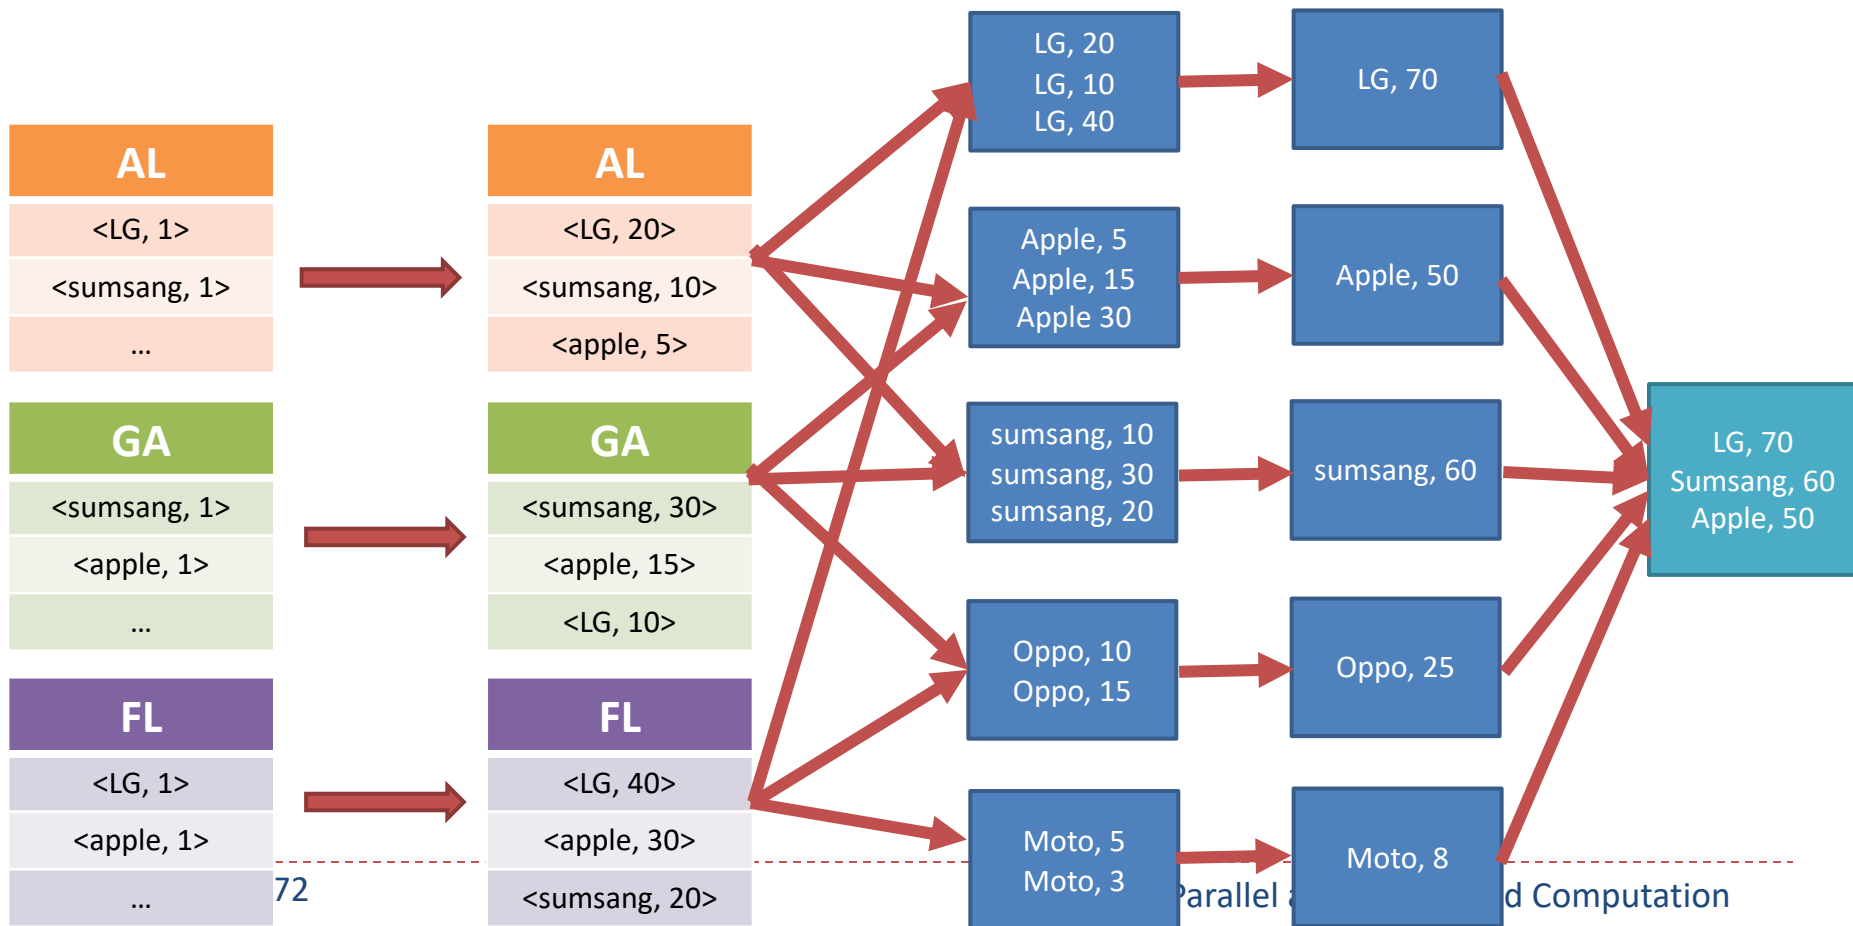 AL
<LG, 1>
<sumsang, 1>
...
GA
<sumsang, 1>
<apple, 1>
...
FL
<LG, 1>
<apple, 1>
...
AL
<LG, 20>
<sumsang, 10>
<apple, 5>
GA
<sumsang, 30>
<apple, 15>
<LG, 10>
FL
<LG, 40>
<apple, 30>
<sumsang, 20>
LG, 20
LG, 10
LG, 40
Apple, 5
Apple, 15
Apple 30
sumsang, 10
sumsang, 30
sumsang, 20
Oppo, 10
Oppo, 15
Moto, 5
Moto, 3
LG, 70
Apple, 50
sumsang, 60
Oppo, 25
Moto, 8
LG, 70
Sumsang, 60
Apple, 50
72
Parallel Computation